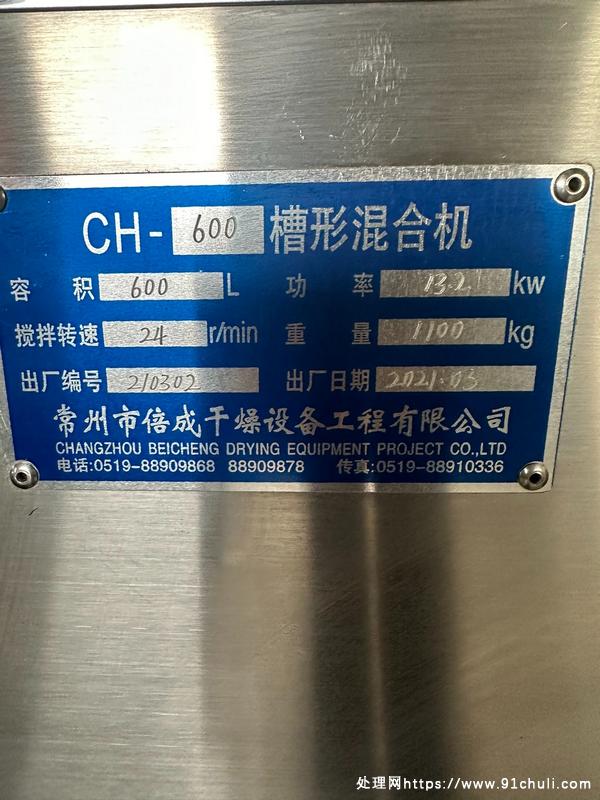 CH-600槽形混合机
容 积 600 L 功 率 13.2 kw
搅拌转速 24 r/min 重 量 1100 kg
出厂编号 210302 出厂日期 2021.03
常州市倍成干燥设备工程有限公司
CHANGZHOU BEICHENG DRYING EQUIPMENT PROJECT CO.,LTD
电话:0519-88909868 88909878 传真:0519-88910336
处理网https://www.91chuli.com